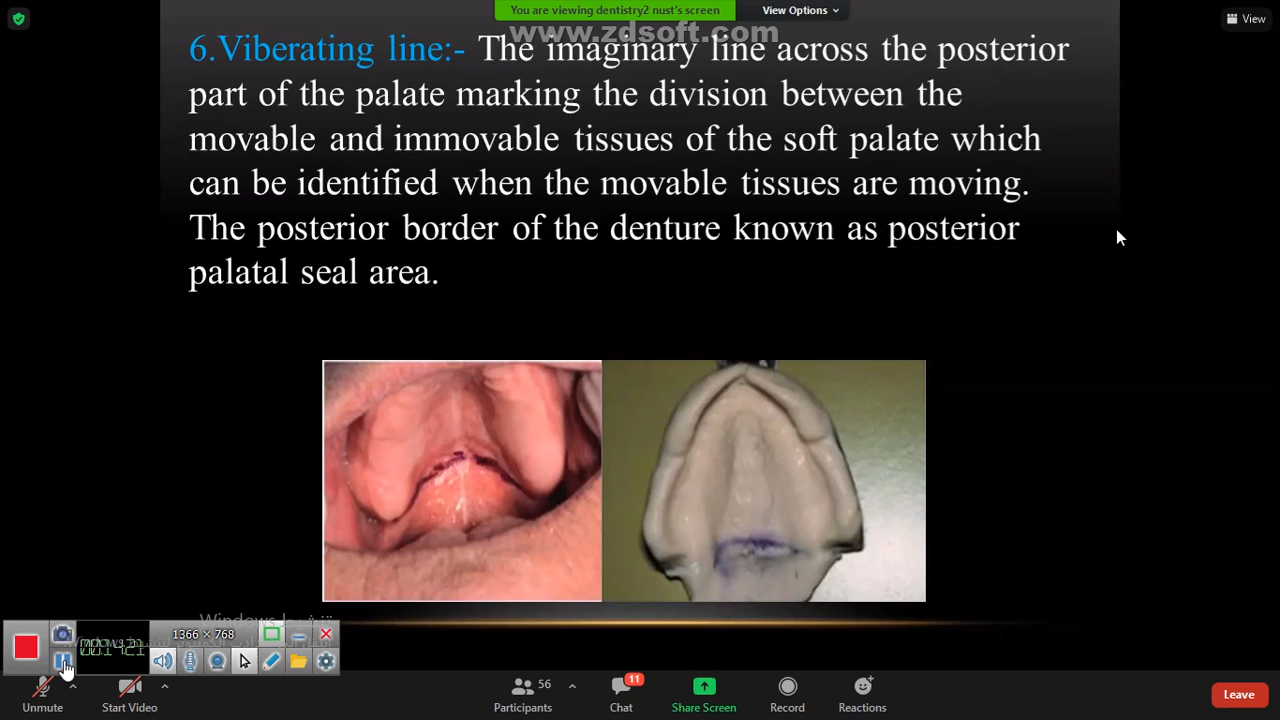 You are viewing dentistry2 nust's screen
View Options
View
www.zdsoft.com
6.Viberating line:- The imaginary line across the posterior
part of the palate marking the division between the
movable and immovable tissues of the soft palate which
can be identified when the movable tissues are moving.
The posterior border of the denture known as posterior
palatal seal area.
Windows
1366 × 768
Unmute
Start Video
56
Participants
11
Chat
Share Screen
Record
Reactions
Leave